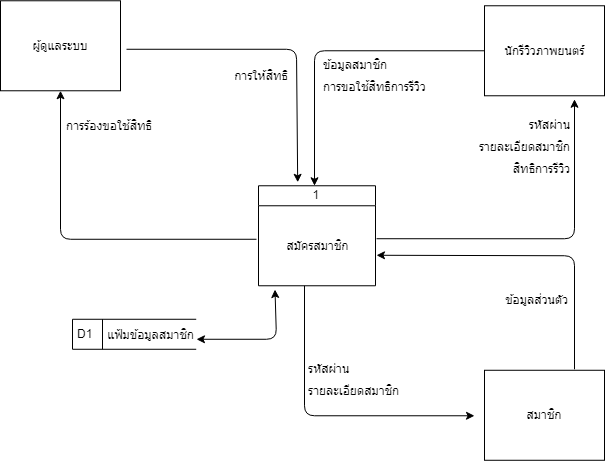 ผู้ดูแลระบบ
นักรีวิวภาพยนตร์
การให้สิทธิ
ข้อมูลสมาชิก
การขอใช้สิทธิการรีวิว
การร้องขอใช้สิทธิ
รหัสผ่าน
รายละเอียดสมาชิก
สิทธิการรีวิว
1
สมัครสมาชิก
ข้อมูลส่วนตัว
D1 แฟ้มข้อมูลสมาชิก
รหัสผ่าน
รายละเอียดสมาชิก
สมาชิก